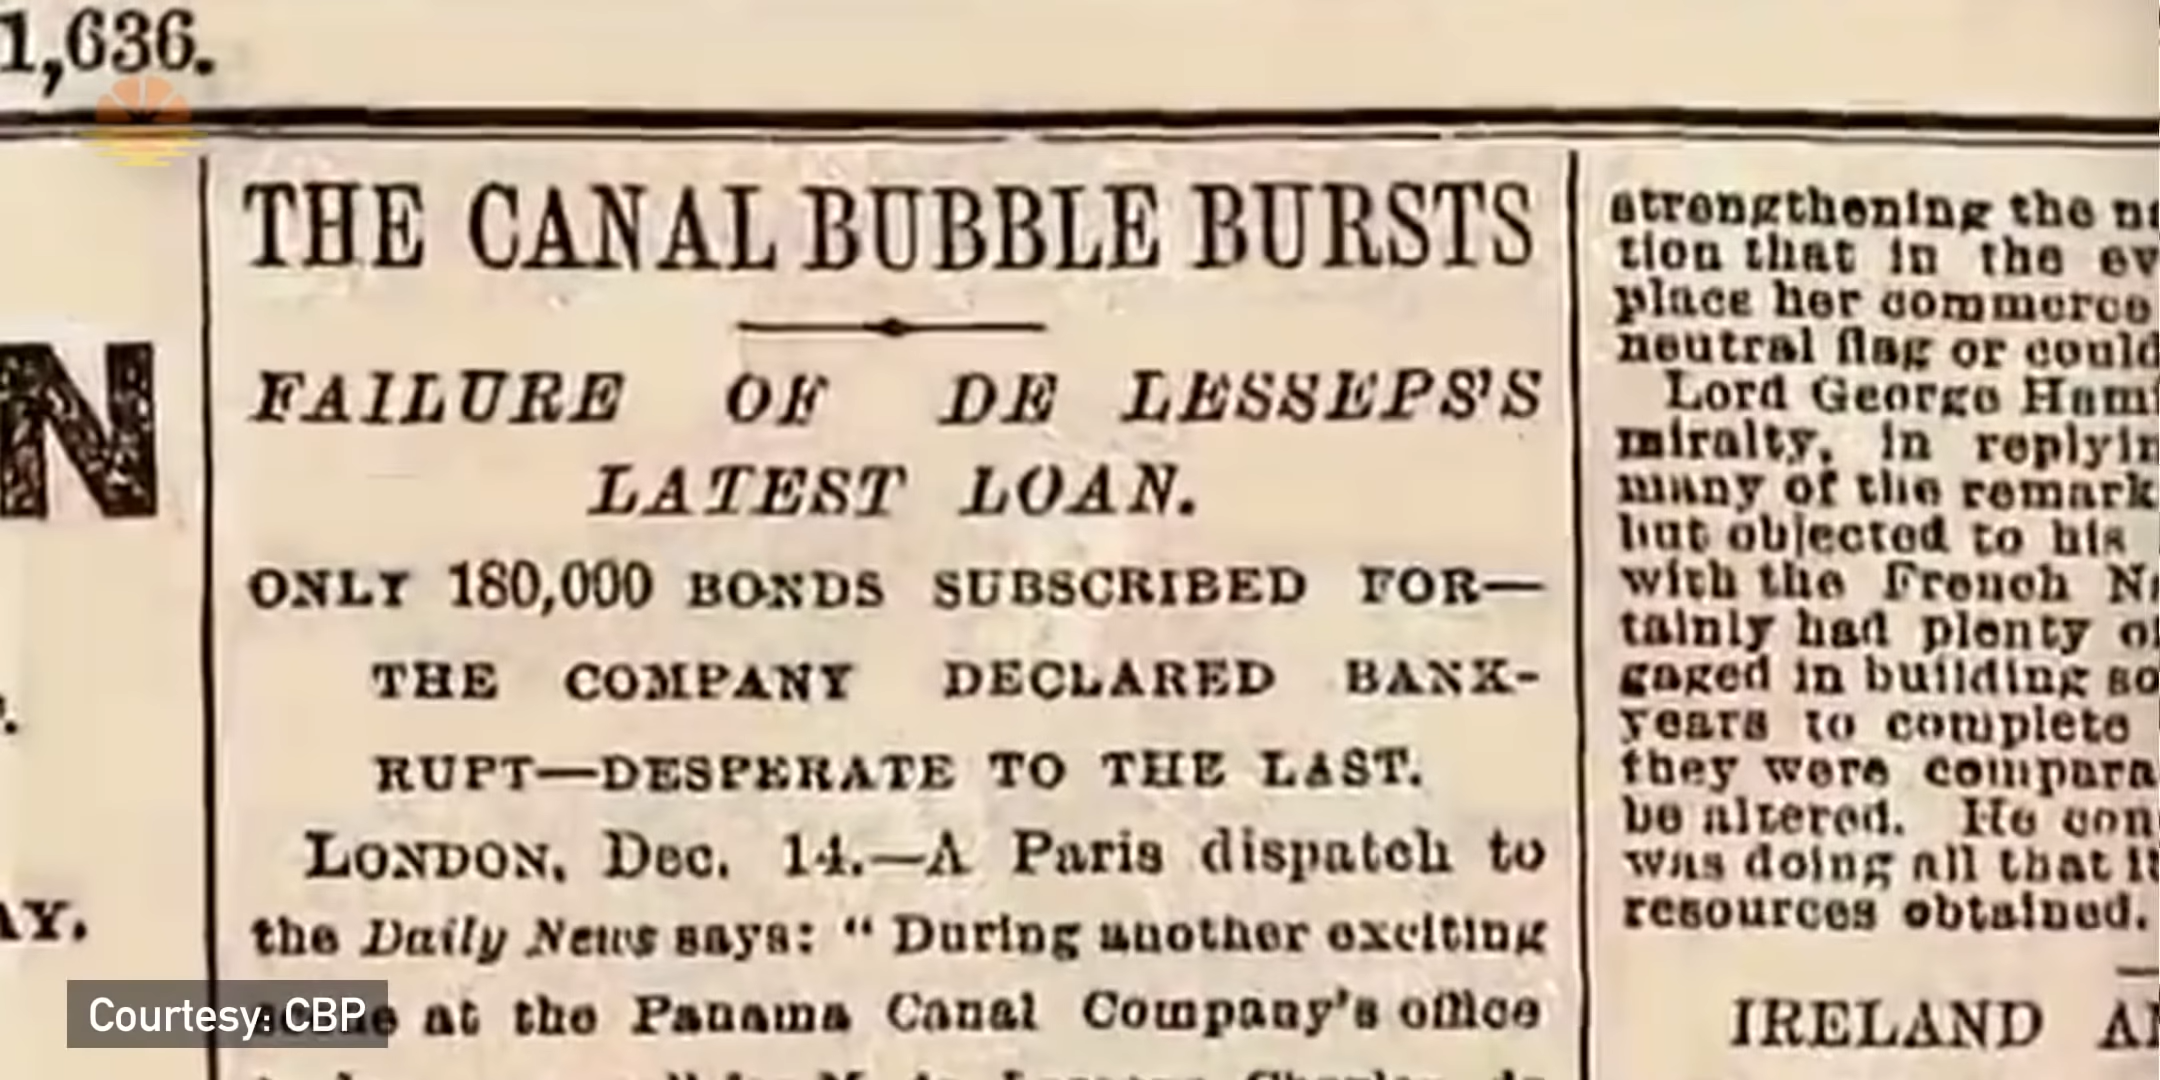 1,636.
N
AY.
THE CANAL BUBBLE BURSTS
FAILURE OF DE LESSEPS'S
LATEST LOAN.
ONLY 180,000 BONDS SUBSCRIBED FOR—
THE COMPANY DECLARED BANK-
RUPT—DESPERATE TO THE LAST.
LONDON, Dec. 14.—A Paris dispatch to
the Daily News says: “ During another exciting
at the Panama Canal Company's office
strengthening the
tion that in the ev
place her commerce
neutral flag or could
Lord George Ham
miralty, in replyin
many of the remark
but objected to his
with the French N
tainly had plenty of
gaged in building so
years to complete
they were compara
be altered. He con
was doing all that it
resources obtained.
IRELAND A
Courtesy: CBP